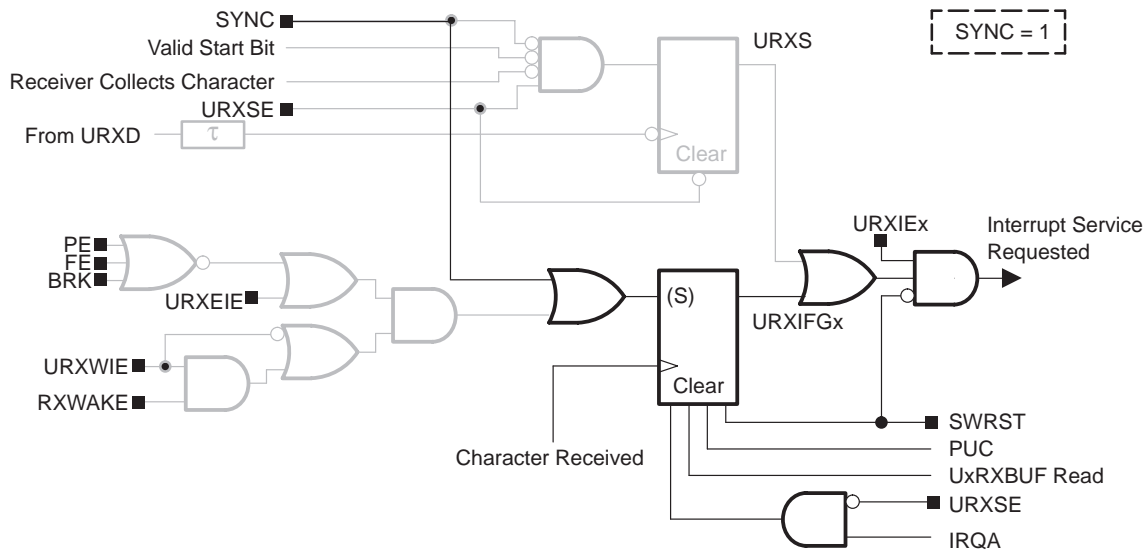 SYNC
SYNC = 1
Valid Start Bit
URXS
Receiver Collects Character
URXSE
From URXD
τ
Clear
URXIEx
Interrupt Service
Requested
PE
FE
BRK
URXEIE
(S)
URXIFGx
URXWIE
Clear
RXWAKE
SWRST
Character Received
PUC
UxRXBUF Read
URXSE
IRQA